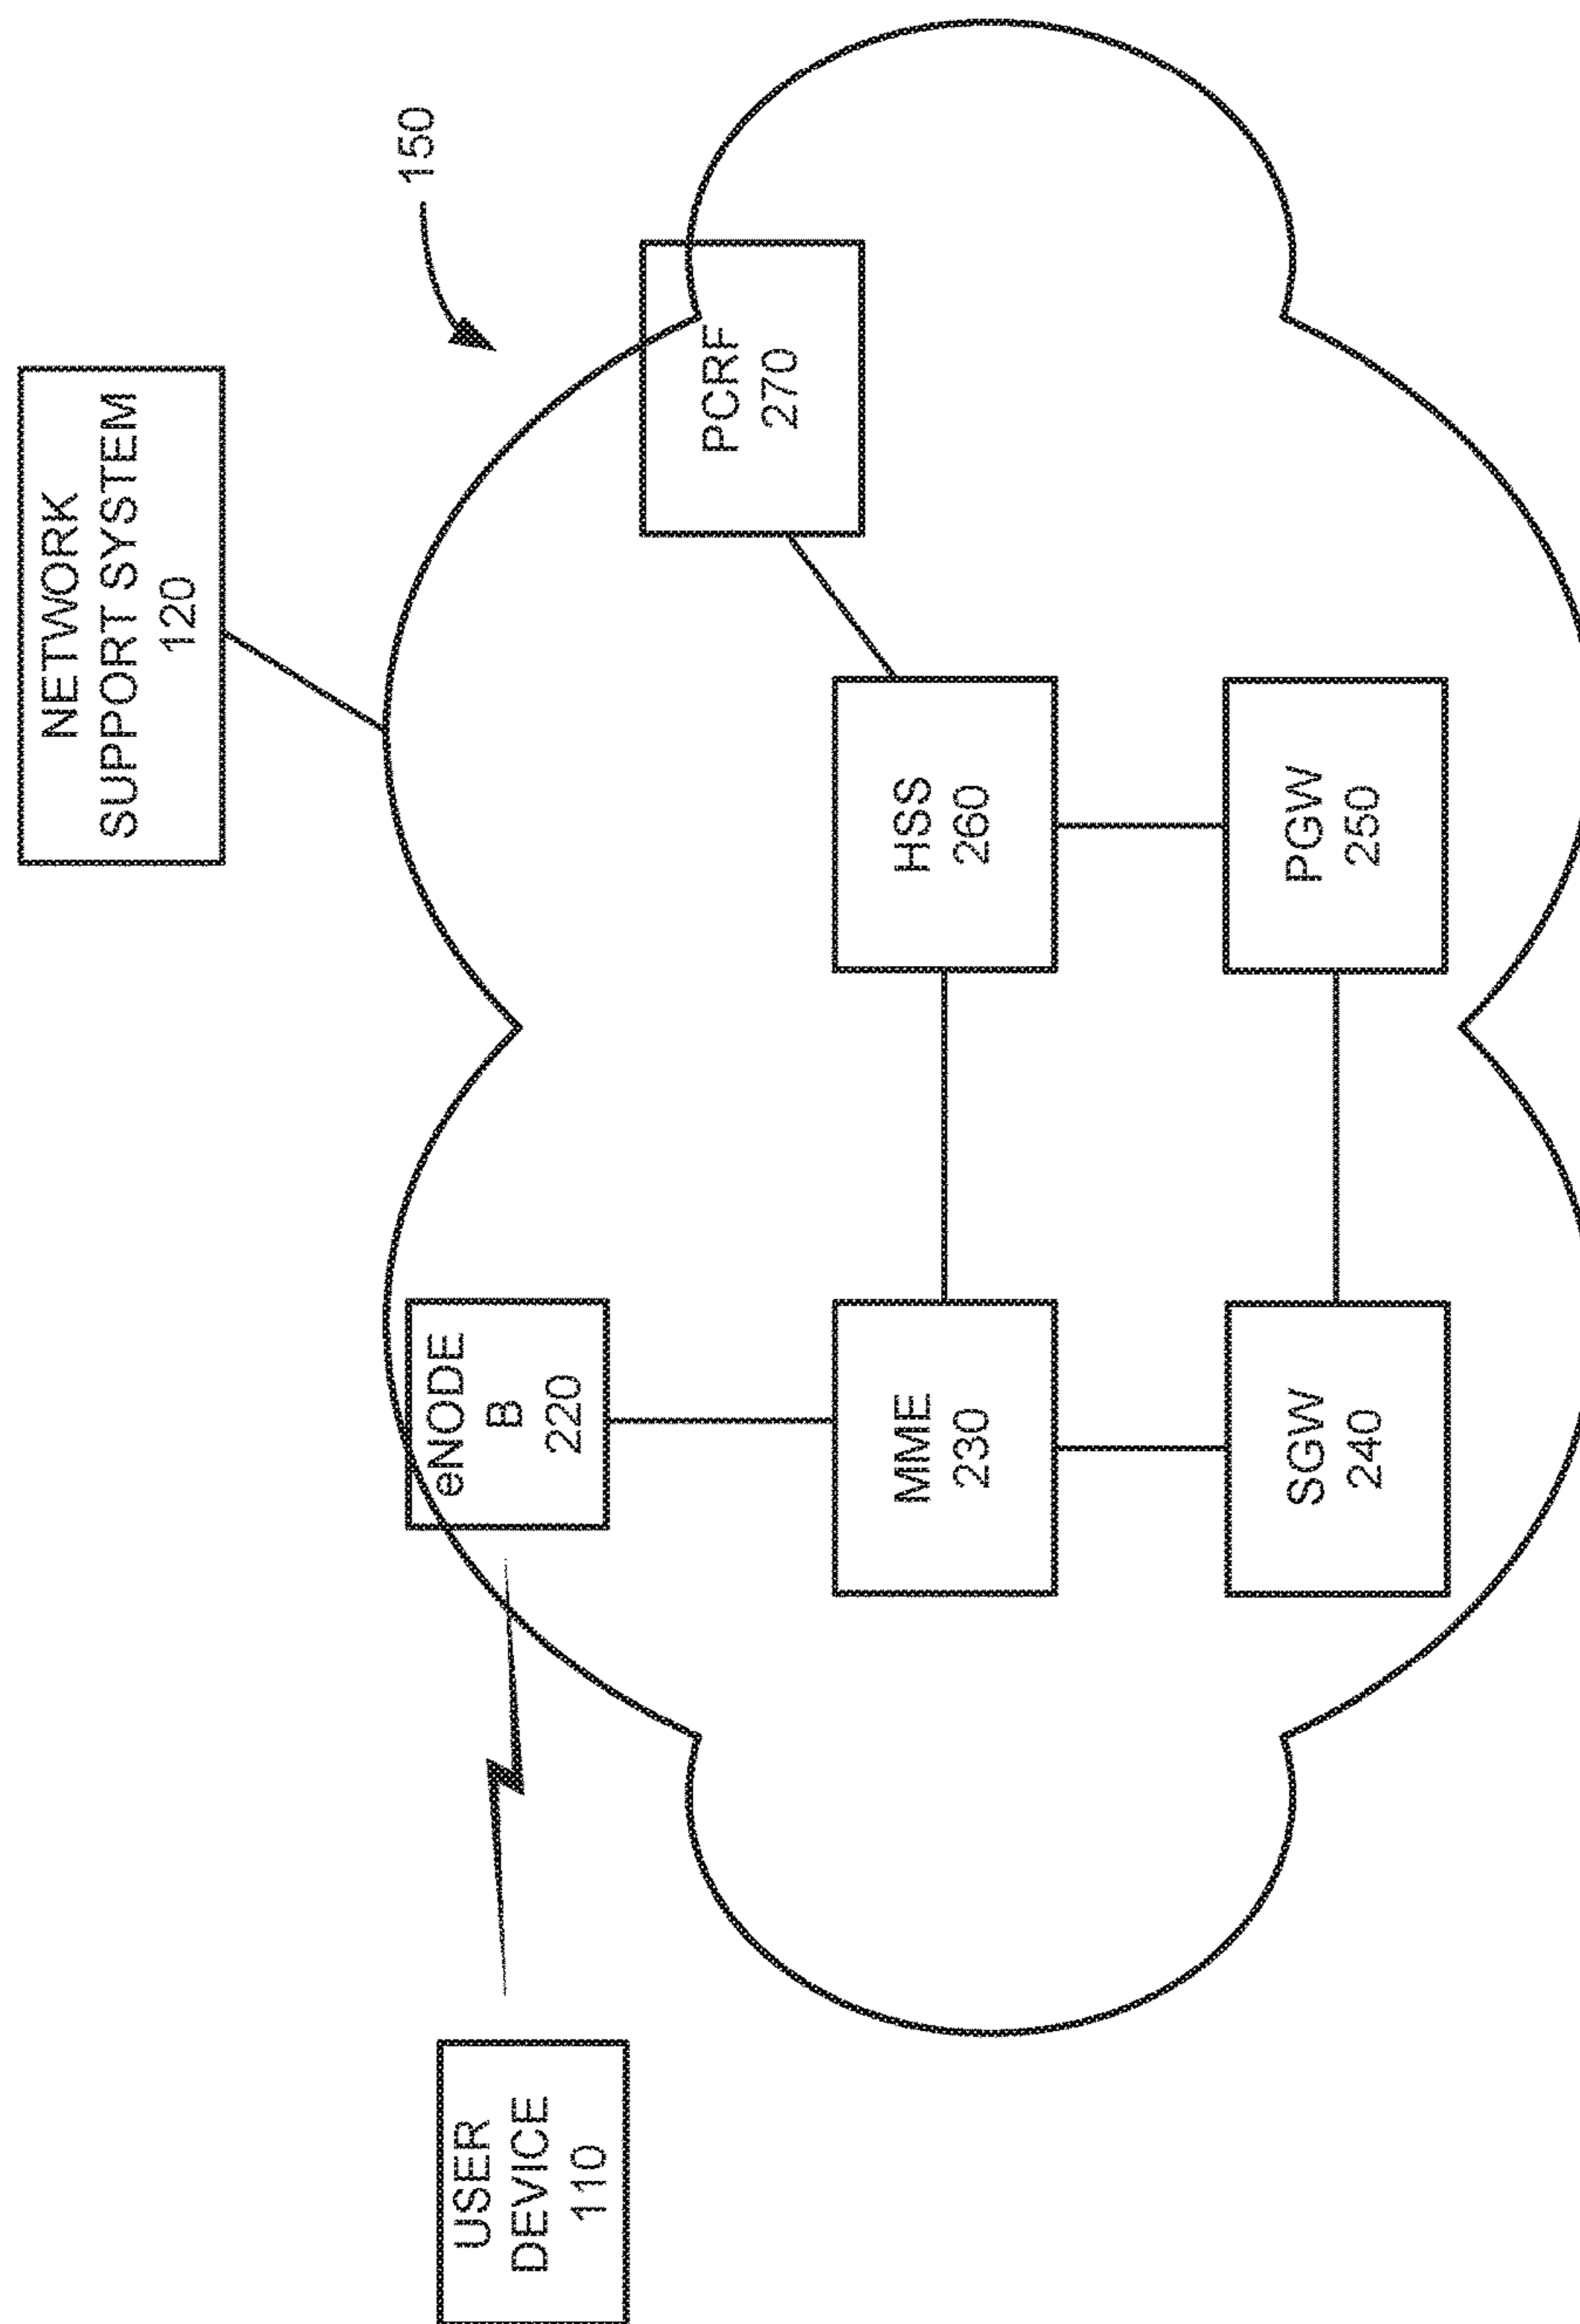 NETWORK
SUPPORT SYSTEM
120
150
USER
DEVICE
110
eNODE
B
220
PCRF
270
MME
230
HSS
260
SGW
240
PGW
250